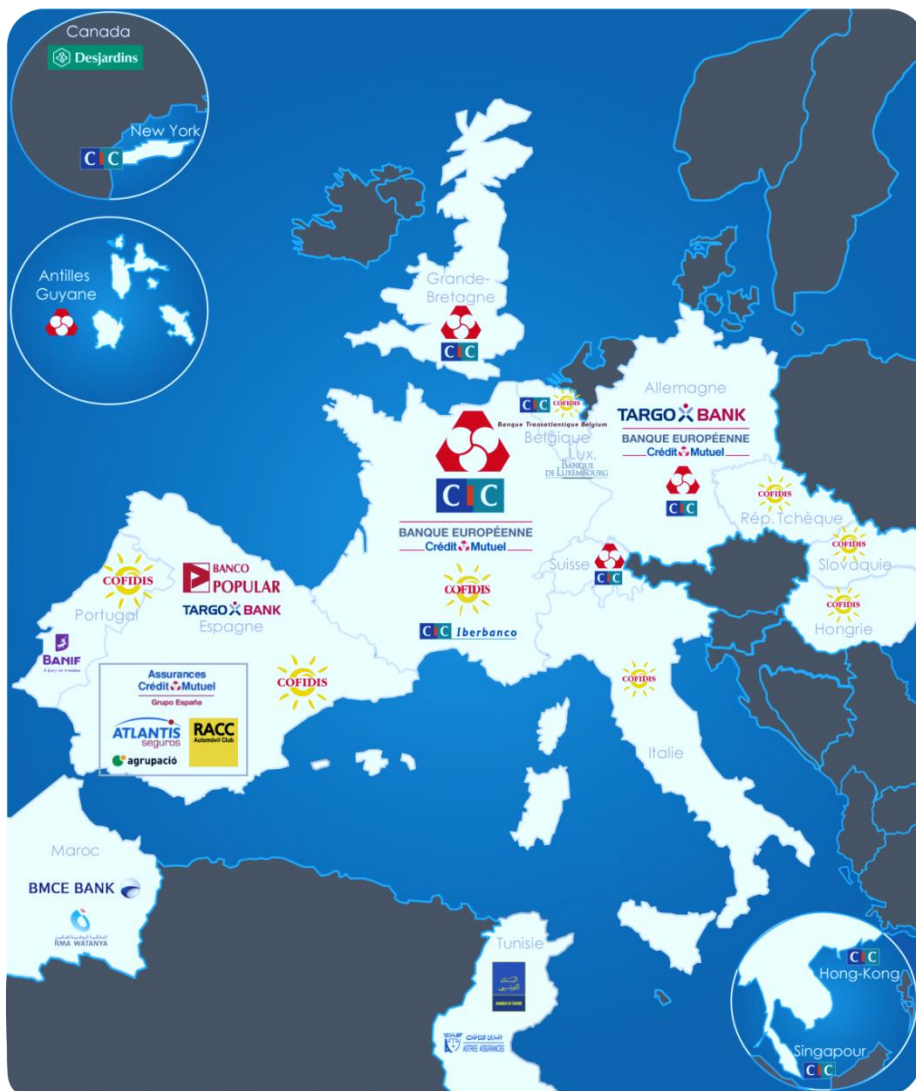 Canada
Desjardins
New York
CIC
Antilles
Guyane
Grande-
Bretagne
CIC
CIC COFIDIS
Banque Transatlantique Belgium
Belgique
Lux.
BANQUE
DE LUXEMBOURG
Allemagne
TARGO BANK
BANQUE EUROPÉENNE
Crédit Mutuel
CIC
CIC
BANQUE EUROPÉENNE
Crédit Mutuel
COFIDIS
CIC Iberbanco
COFIDIS
Rép. Tchèque
COFIDIS
Slovaquie
COFIDIS
Hongrie
Suisse
CIC
COFIDIS
Portugal
BANIF
BANCO
POPULAR
TARGO BANK
Espagne
Assurances
Crédit Mutuel
Grupo España
ATLANTIS
seguros
RACC
Automóvil Club
agrupació
COFIDIS
COFIDIS
Italie
Maroc
BMCE BANK
RMA WATANYA
Tunisie
ASTREE ASSURANCES
CIC
Hong-Kong
Singapour
CIC